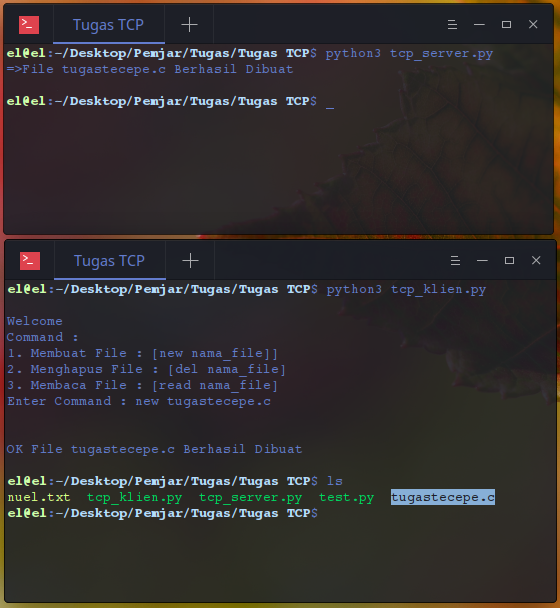 Tugas TCP
el@el:~/Desktop/Pemjar/Tugas/Tugas TCP$ python3 tcp_server.py
=>File tugastecepe.c Berhasil Dibuat
el@el:~/Desktop/Pemjar/Tugas/Tugas TCP$ _
Tugas TCP
el@el:~/Desktop/Pemjar/Tugas/Tugas TCP$ python3 tcp_klien.py
Welcome
Command :
1. Membuat File : [new nama_file]]
2. Menghapus File : [del nama_file]
3. Membaca File : [read nama_file]
Enter Command : new tugastecepe.c
OK File tugastecepe.c Berhasil Dibuat
el@el:~/Desktop/Pemjar/Tugas/Tugas TCP$ ls
nuel.txt  tcp_klien.py  tcp_server.py  test.py  tugastecepe.c
el@el:~/Desktop/Pemjar/Tugas/Tugas TCP$